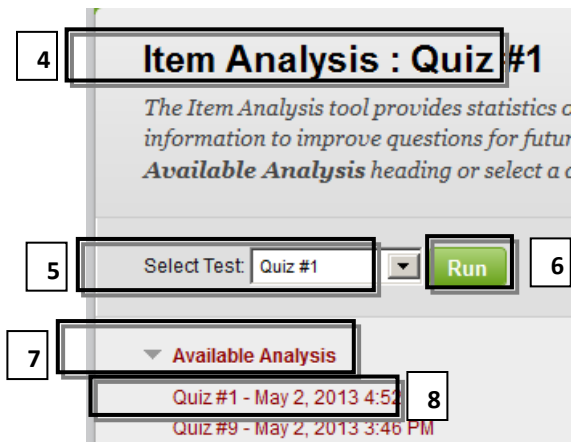 4
Item Analysis : Quiz #1
The Item Analysis tool provides statistics
information to improve questions for
Available Analysis heading or select a
5
Select Test: Quiz #1
Run
6
7
Available Analysis
Quiz #1 - May 2, 2013 4:52
8
Quiz #9 - May 2, 2013 3:46 PM